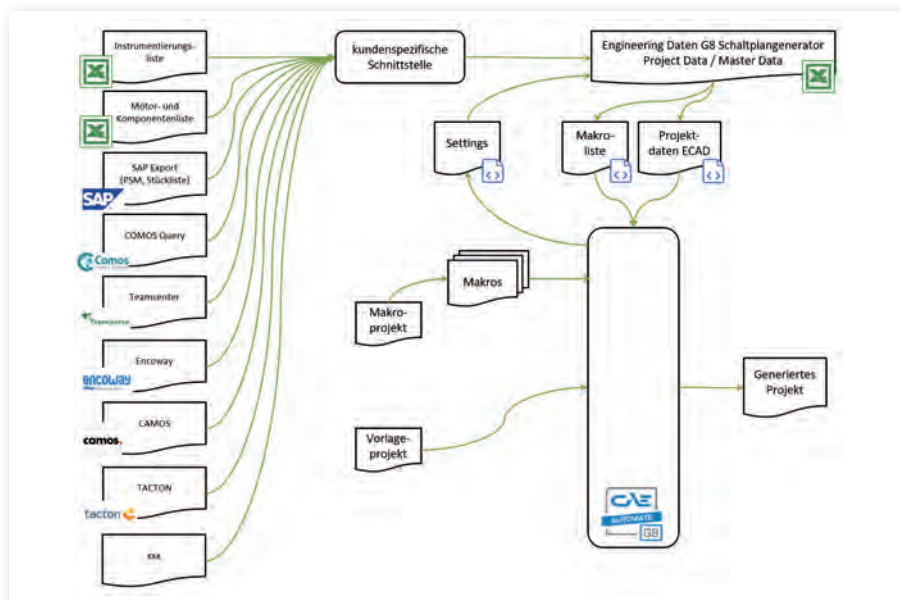 Instrumentierungs-
liste
Motor- und
Komponentenliste
SAP Export
(PSM, Stückliste)
SAP
COMOS Query
Comos
Teamcenter
Teamcenter
Encoway
encoway
CAMOS
camos.
TACTON
tacton
XXX
kundenspezifische
Schnittstelle
Engineering Daten G8 Schaltplangenerator
Project Data / Master Data
Settings
Makro-
liste
Projekt-
daten ECAD
Makros
Makro-
projekt
Vorlage-
projekt
Generiertes
Projekt
CAE
AUTOMATE
G8